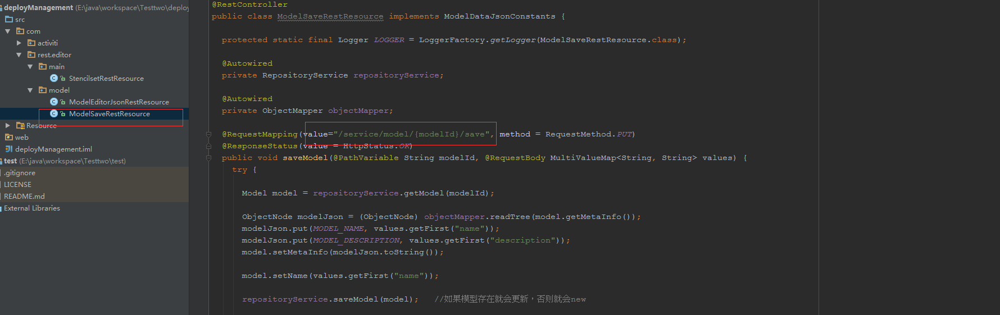 deployManagement (E:\java\workspace\Testtwo\deploy
src
com
activiti
rest.editor
main
StencilsetRestResource
model
ModelEditorJsonRestResource
ModelSaveRestResource
Resource
web
deployManagement.iml
test (E:\java\workspace\Testtwo\test)
.gitignore
LICENSE
README.md
External Libraries
@RestController
public class ModelSaveRestResource implements ModelDataJsonConstants {
protected static final Logger LOGGER = LoggerFactory.getLogger(ModelSaveRestResource.class);
@Autowired
private RepositoryService repositoryService;
@Autowired
private ObjectMapper objectMapper;
@RequestMapping(value="/service/model/{modelId}/save", method = RequestMethod.PUT)
@ResponseStatus(value = HttpStatus.OK)
public void saveModel(@PathVariable String modelId, @RequestBody MultiValueMap<String, String> values) {
try {
Model model = repositoryService.getModel(modelId);
ObjectNode modelJson = (ObjectNode) objectMapper.readTree(model.getMetaInfo());
modelJson.put(MODEL_NAME, values.getFirst("name"));
modelJson.put(MODEL_DESCRIPTION, values.getFirst("description"));
model.setMetaInfo(modelJson.toString());
model.setName(values.getFirst("name"));
repositoryService.saveModel(model); //如果模型存在就会更新，否则就会new